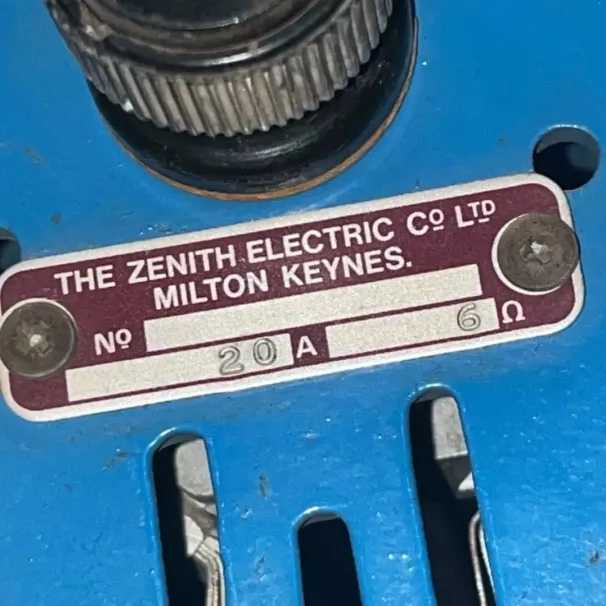 THE ZENITH ELECTRIC Cº LTD
MILTON KEYNES.
Nº
20 A 6 Ω